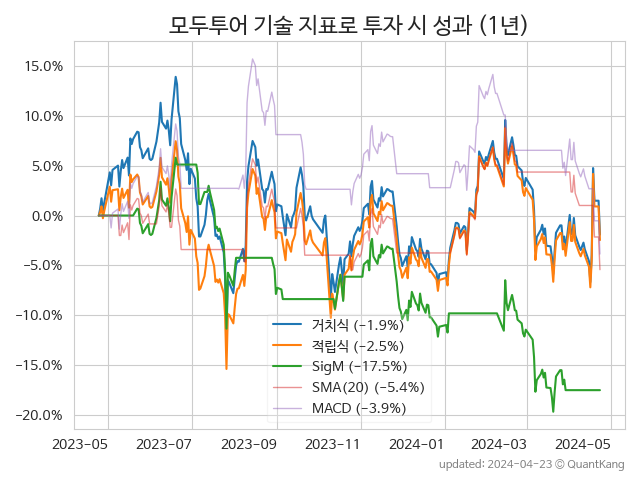 모두투어 기술 지표로 투자 시 성과 (1년)
15.0%
10.0%
5.0%
0.0%
−5.0%
−10.0%
−15.0%
−20.0%
거치식 (−1.9%)
적립식 (−2.5%)
SigM (−17.5%)
SMA(20) (−5.4%)
MACD (−3.9%)
2023-05 2023-07 2023-09 2023-11 2024-01 2024-03 2024-05
updated: 2024-04-23 © QuantKang